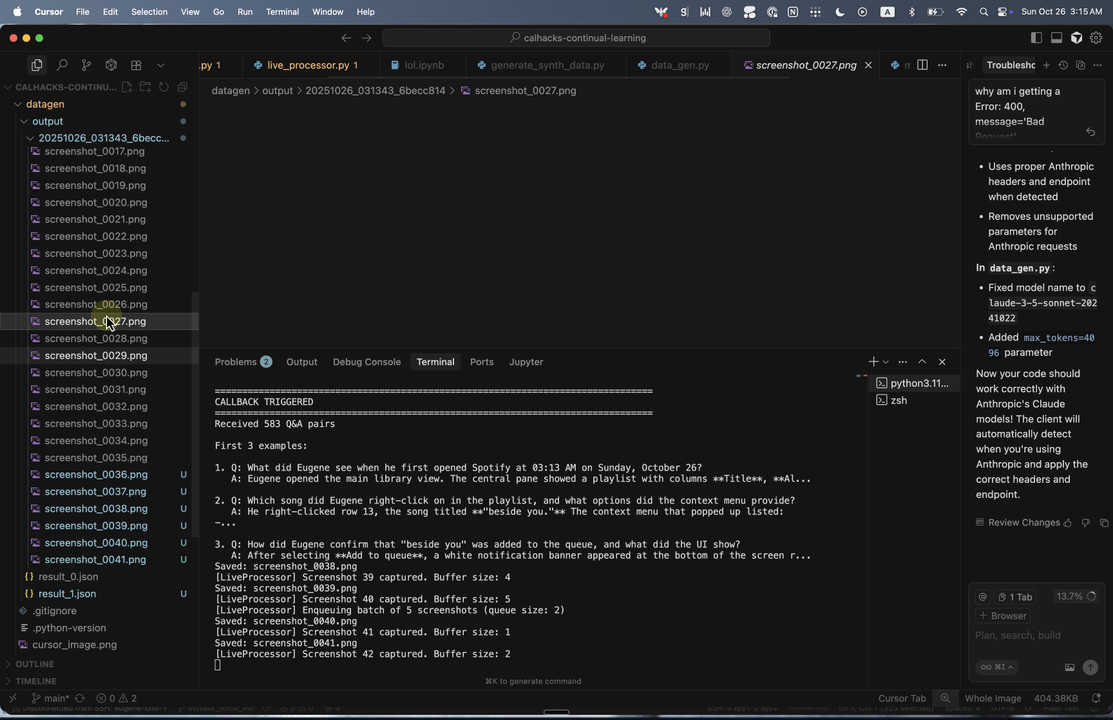 Cursor File Edit Selection View Go Run Terminal Window Help
Sun Oct 26 3:15 AM
calhacks-continual-learning
.py 1
live_processor.py 1
lol.ipynb
generate_synth_data.py
data_gen.py
screenshot_0027.png
Troublesho
CALHACKS-CONTINU...
datagen > output > 20251026_031343_6becc814 > screenshot_0027.png
datagen
output
20251026_031343_6becc...
screenshot_0017.png
screenshot_0018.png
screenshot_0019.png
screenshot_0020.png
screenshot_0021.png
screenshot_0022.png
screenshot_0023.png
screenshot_0024.png
screenshot_0025.png
screenshot_0026.png
screenshot_0027.png
screenshot_0028.png
screenshot_0029.png
screenshot_0030.png
screenshot_0031.png
screenshot_0032.png
screenshot_0033.png
screenshot_0034.png
screenshot_0035.png
screenshot_0036.png U
screenshot_0037.png U
screenshot_0038.png U
screenshot_0039.png U
screenshot_0040.png U
screenshot_0041.png U
{} result_0.json
{} result_1.json U
.gitignore
.python-version
cursor_image.png
OUTLINE
TIMELINE
Problems 2 Output Debug Console Terminal Ports Jupyter
python3.11...
zsh
======================================================================
CALLBACK TRIGGERED
======================================================================
Received 583 Q&A pairs
First 3 examples:
1. Q: What did Eugene see when he first opened Spotify at 03:13 AM on Sunday, October 26?
A: Eugene opened the main library view. The central pane showed a playlist with columns **Title**, **Al...
2. Q: Which song did Eugene right-click on in the playlist, and what options did the context menu provide?
A: He right-clicked row 13, the song titled **"beside you."** The context menu that popped up listed:
-...
3. Q: How did Eugene confirm that "beside you" was added to the queue, and what did the UI show?
A: After selecting **Add to queue**, a white notification banner appeared at the bottom of the screen r...
Saved: screenshot_0038.png
[LiveProcessor] Screenshot 39 captured. Buffer size: 4
Saved: screenshot_0039.png
[LiveProcessor] Screenshot 40 captured. Buffer size: 5
[LiveProcessor] Enqueuing batch of 5 screenshots (queue size: 2)
Saved: screenshot_0040.png
[LiveProcessor] Screenshot 41 captured. Buffer size: 1
Saved: screenshot_0041.png
[LiveProcessor] Screenshot 42 captured. Buffer size: 2
⌘K to generate command
why am i getting a
Error: 400,
message='Bad
Request'
• Uses proper Anthropic
headers and endpoint
when detected
• Removes unsupported
parameters for
Anthropic requests
In data_gen.py:
• Fixed model name to c
laude-3-5-sonnet-202
41022
• Added max_tokens=40
96 parameter
Now your code should
work correctly with
Anthropic's Claude
models! The client will
automatically detect
when you're using
Anthropic and apply the
correct headers and
endpoint.
Review Changes
@ 1 Tab 13.7%
+ Browser
Plan, search, build
∞ ⌘I
main* 0 2
Cursor Tab Whole Image 404.38KB